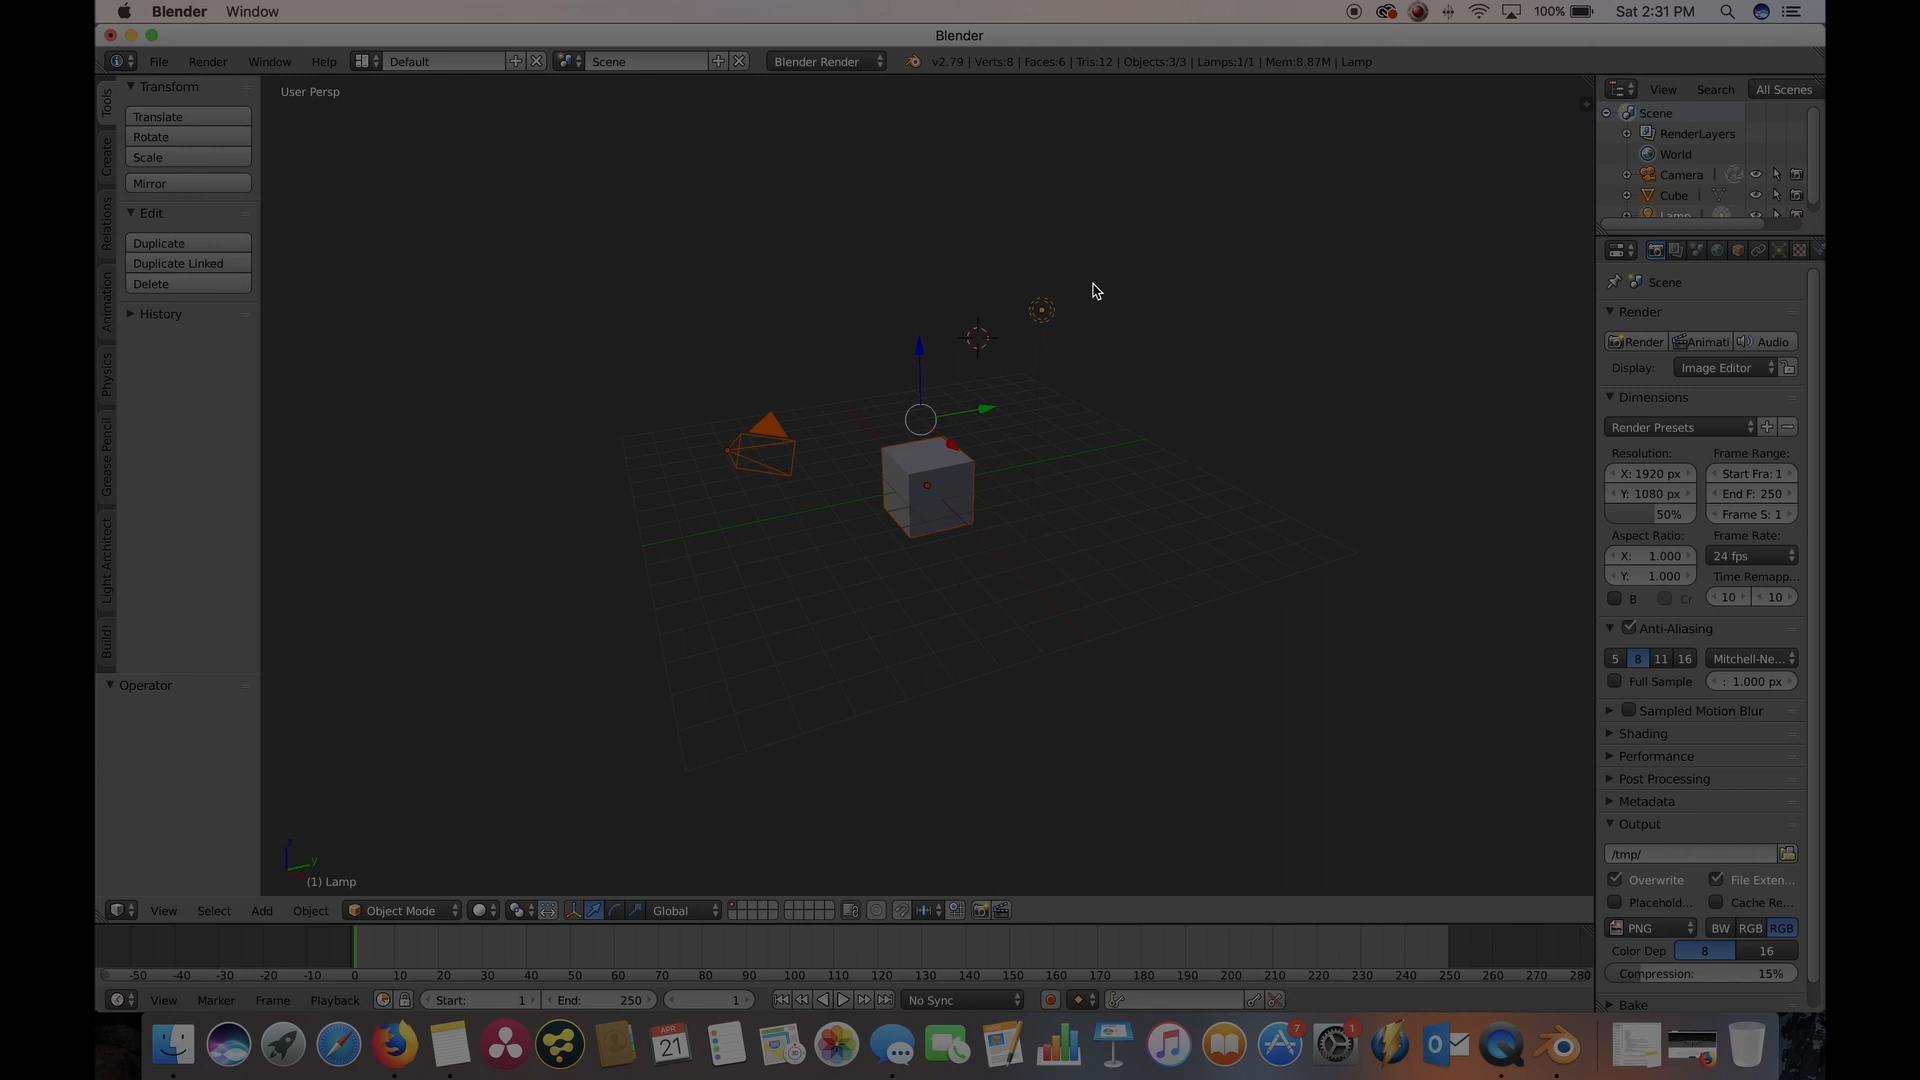 Blender Window 100% Sat 2:31 PM
Blender
File Render Window Help Default Scene Blender Render v2.79 | Verts:8 | Faces:6 | Tris:12 | Objects:3/3 | Lamps:1/1 | Mem:8.87M | Lamp
Tools
Create
Relations
Animation
Physics
Grease Pencil
Light Architect
Build!
Transform
Translate
Rotate
Scale
Mirror
Edit
Duplicate
Duplicate Linked
Delete
History
Operator
User Persp
z
y
(1) Lamp
View Search All Scenes
Scene
RenderLayers
World
Camera
Cube
Lamp
Scene
Render
Render Animati Audio
Display: Image Editor
Dimensions
Render Presets
Resolution: Frame Range:
X: 1920 px Start Fra: 1
Y: 1080 px End F: 250
50% Frame S: 1
Aspect Ratio: Frame Rate:
X: 1.000 24 fps
Y: 1.000 Time Remapp...
B Cr 10 10
Anti-Aliasing
5 8 11 16 Mitchell-Ne...
Full Sample : 1.000 px
Sampled Motion Blur
Shading
Performance
Post Processing
Metadata
Output
/tmp/
Overwrite File Exten...
Placehold... Cache Re...
PNG BW RGB RGB
Color Dep 8 16
Compression: 15%
Bake
View Select Add Object Object Mode Global
-50 -40 -30 -20 -10 0 10 20 30 40 50 60 70 80 90 100 110 120 130 140 150 160 170 180 190 200 210 220 230 240 250 260 270 280
View Marker Frame Playback Start: 1 End: 250 1 No Sync
APR
21
7
1